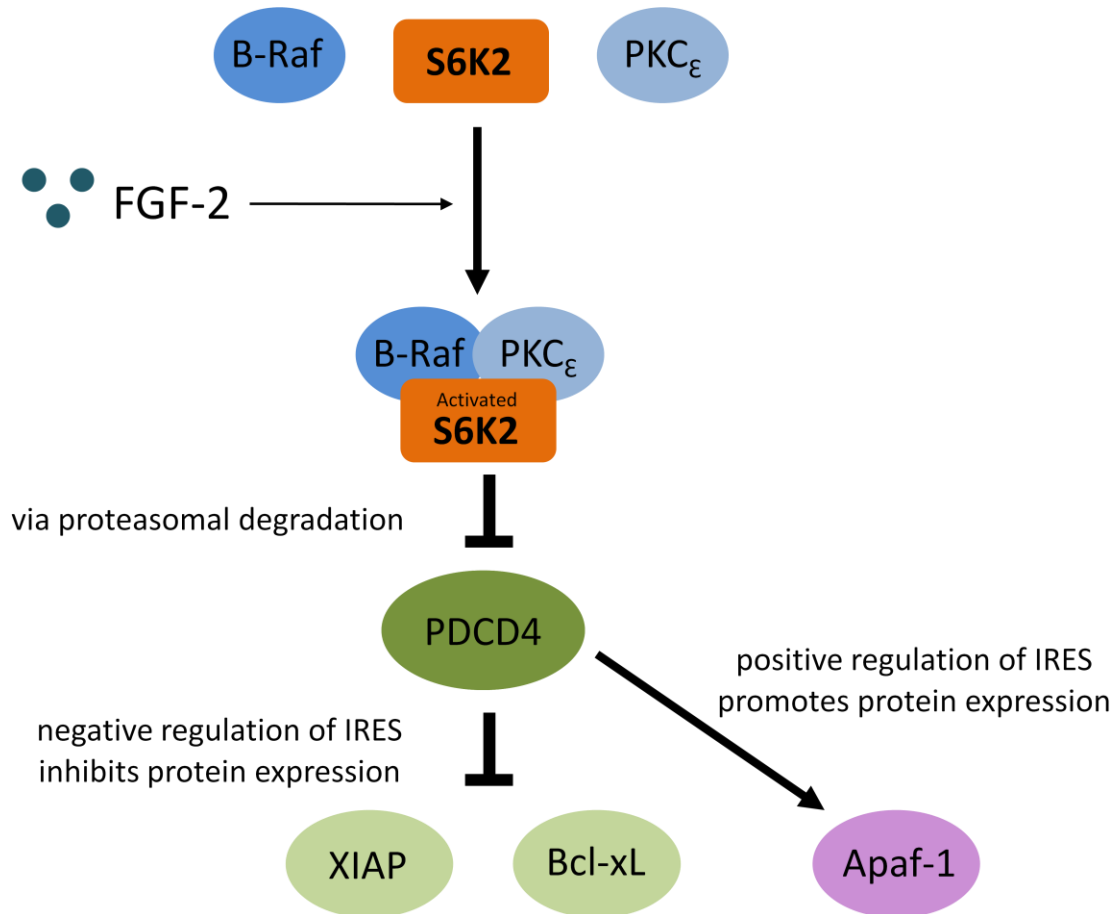 B-Raf
S6K2
PKCε
FGF-2
B-Raf
PKCε
Activated
S6K2
via proteasomal degradation
PDCD4
positive regulation of IRES
promotes protein expression
negative regulation of IRES
inhibits protein expression
XIAP
Bcl-xL
Apaf-1